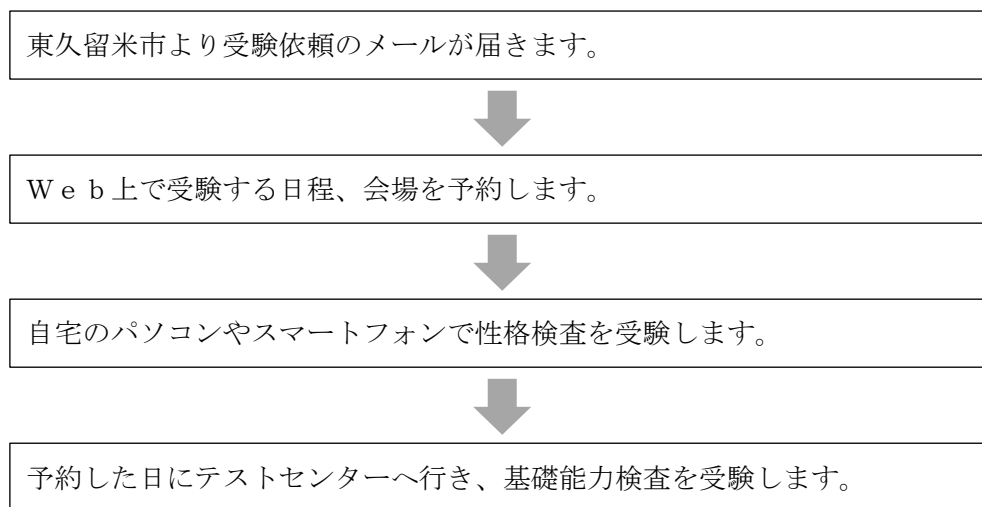 東久留米市より受験依頼のメールが届きます。
Ｗｅｂ上で受験する日程、会場を予約します。
自宅のパソコンやスマートフォンで性格検査を受験します。
予約した日にテストセンターへ行き、基礎能力検査を受験します。